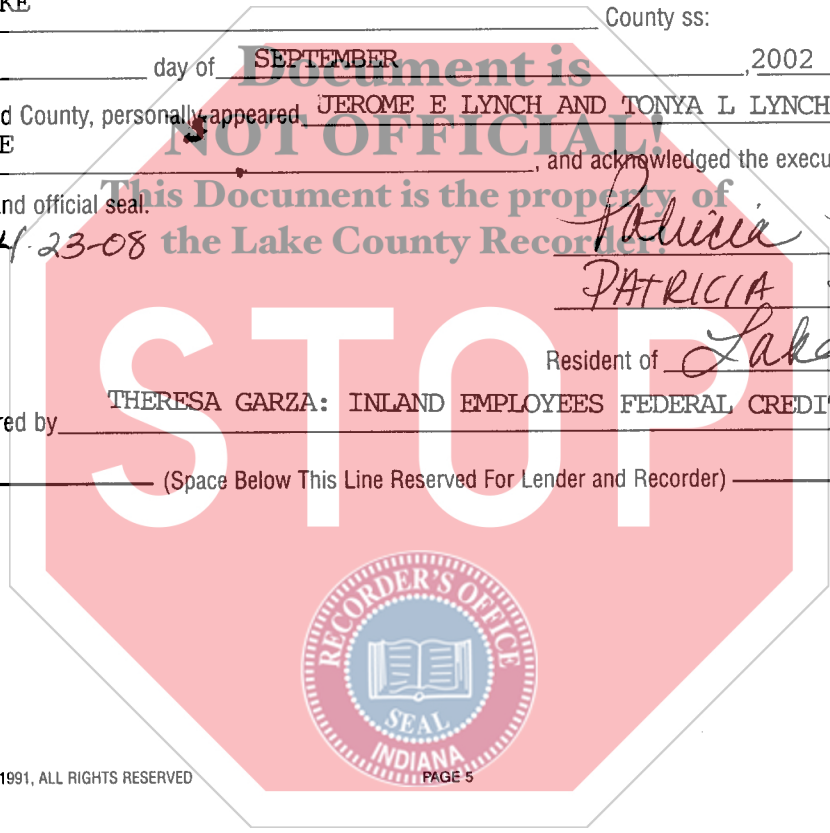 KE
County ss:
day of SEPTEMBER ,2002
Document is
d County, personally appeared JEROME E LYNCH AND TONYA L LYNCH
NOT OFFICIAL!
E , and acknowledged the execu
This Document is the property of
nd official seal.
4-23-08
the Lake County Recorder!
Patricia
PATRICIA
STOP
Resident of Lake
THERESA GARZA: INLAND EMPLOYEES FEDERAL CREDIT
red by
(Space Below This Line Reserved For Lender and Recorder)
RECORDER'S OFFICE
SEAL
INDIANA
1991, ALL RIGHTS RESERVED PAGE 5